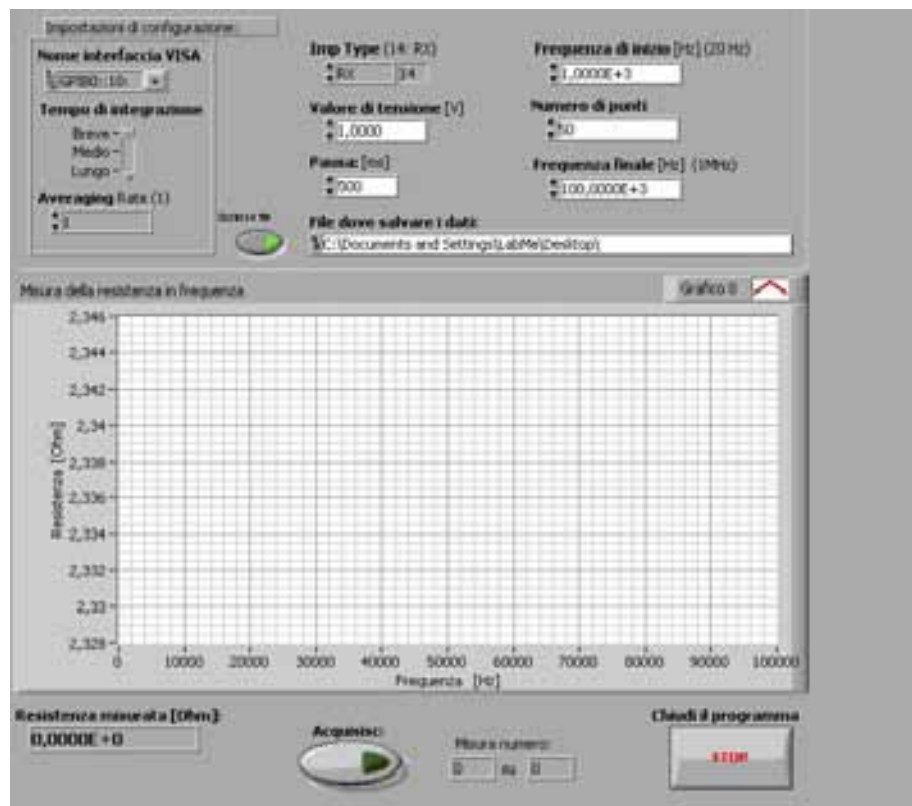 Impostazioni di configurazione:
Nome interfaccia VISA
GPIB0::10::
Tempo di integrazione
Breve
Medio
Lungo
Averaging Rate (1)
1
Imp Type (14: RX)
RX 14
Valore di tensione [V]
1,0000
Pausa: [ms]
500
Frequenza di inizio [Hz] (20 Hz)
1,0000E+3
Numero di punti
50
Frequenza finale [Hz] (1MHz)
100,0000E+3
File dove salvare i dati:
C:\Documents and Settings\LabMe\Desktop\
Misura della resistenza in frequenza
Grafico 0
Resistenza [Ohm]
2,346
2,344
2,342
2,34
2,338
2,336
2,334
2,332
2,33
2,328
0 10000 20000 30000 40000 50000 60000 70000 80000 90000 100000
Frequenza [Hz]
Resistenza misurata [Ohm]:
0,0000E+0
Acquisisci
Misura numero:
0 su 0
Chiudi il programma
STOP